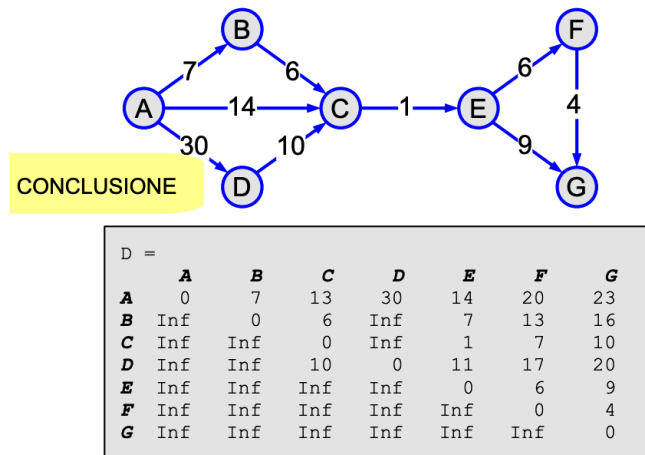 B
F
7
6
6
A
14
C
1
E
4
30
10
9
CONCLUSIONE
D
G
D =
A B C D E F G
A 0 7 13 30 14 20 23
B Inf 0 6 Inf 7 13 16
C Inf Inf 0 Inf 1 7 10
D Inf Inf 10 0 11 17 20
E Inf Inf Inf Inf 0 6 9
F Inf Inf Inf Inf Inf 0 4
G Inf Inf Inf Inf Inf Inf 0